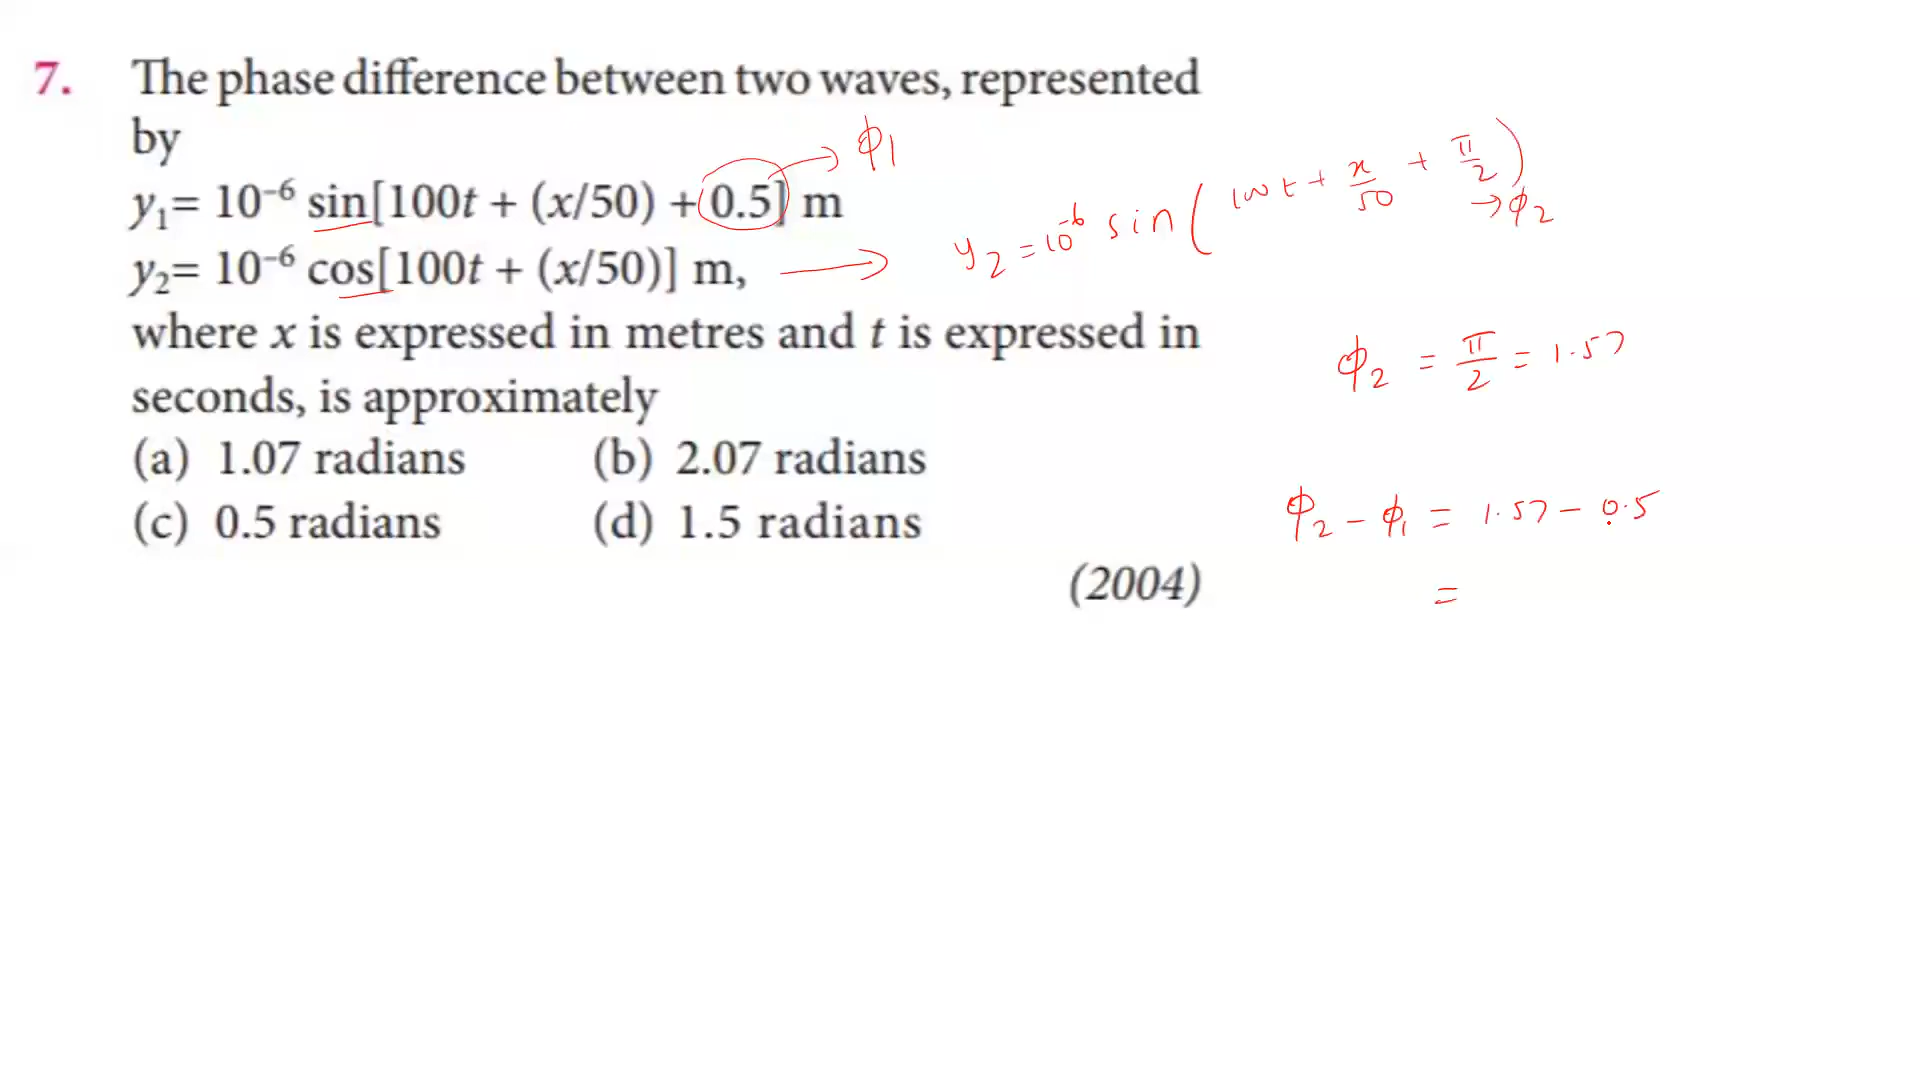 7. The phase difference between two waves, represented
by
y₁= 10⁻⁶ sin[100t + (x/50) + 0.5] m
→ ϕ₁
y₂ = 10⁻⁶ sin(100t + x/50 + π/2)
→ ϕ₂
y₂= 10⁻⁶ cos[100t + (x/50)] m, →
where x is expressed in metres and t is expressed in
seconds, is approximately
ϕ₂ = π/2 = 1.57
(a) 1.07 radians (b) 2.07 radians
(c) 0.5 radians (d) 1.5 radians
ϕ₂ - ϕ₁ = 1.57 - 0.5
=
(2004)